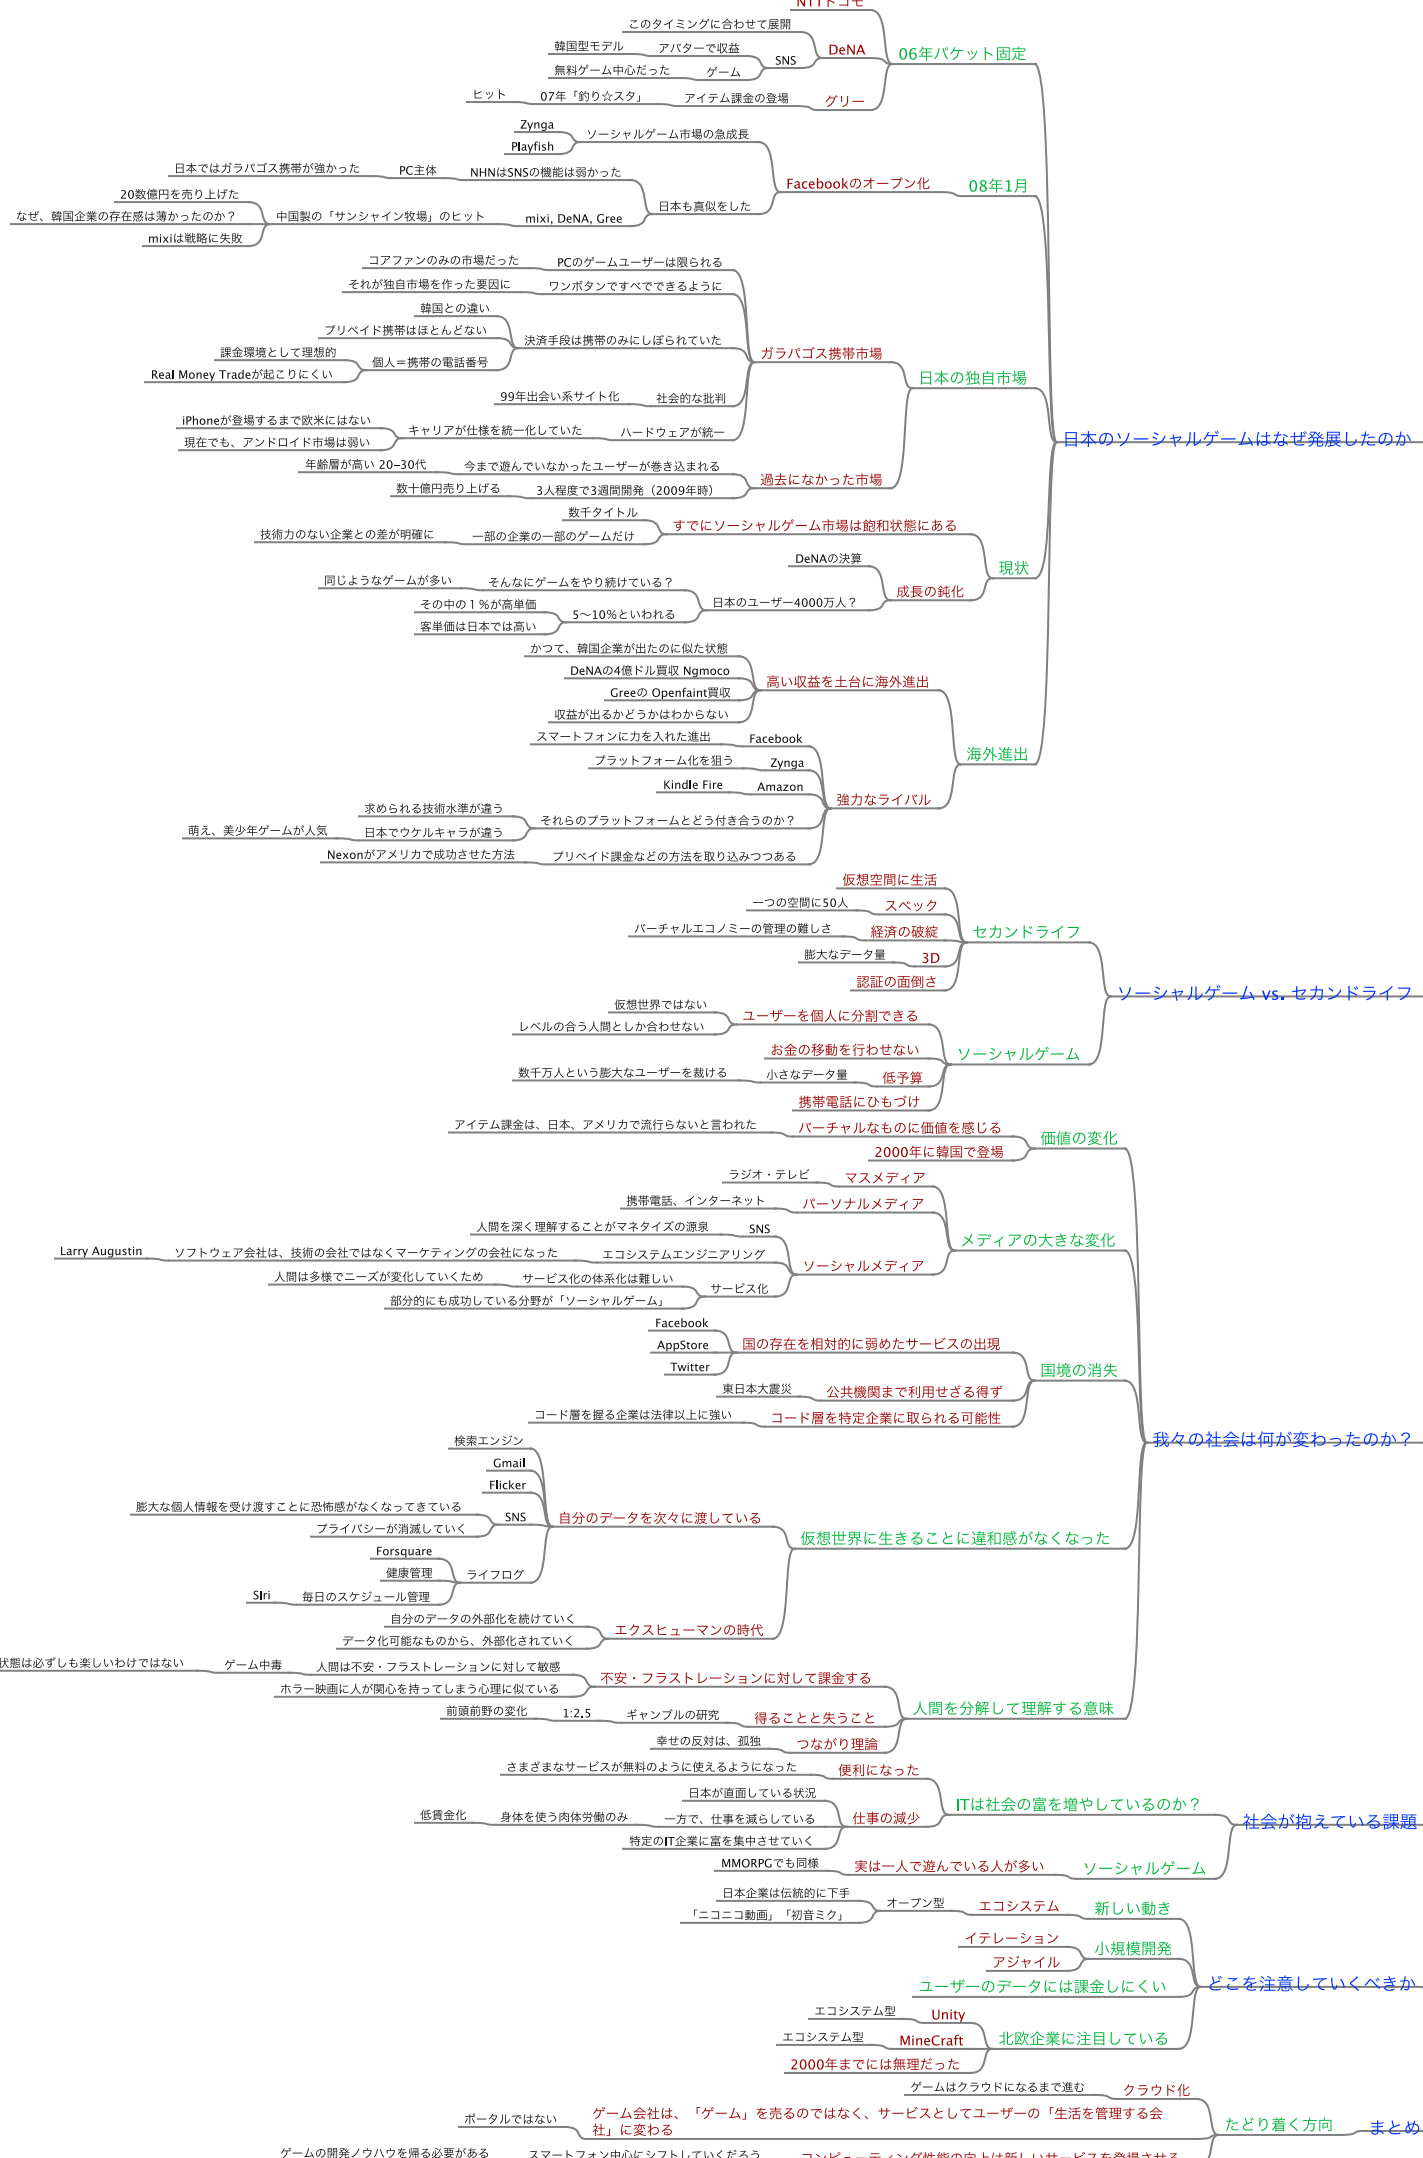 NTTドコモ
このタイミングに合わせて展開
韓国型モデル アバターで収益 DeNA 06年パケット固定
SNS
無料ゲーム中心だった ゲーム
ヒット 07年「釣り☆スタ」 アイテム課金の登場 グリー
Zynga
ソーシャルゲーム市場の急成長
Playfish
日本ではガラパゴス携帯が強かった PC主体 NHNはSNSの機能は弱かった
Facebookのオープン化 08年1月
20数億円を売り上げた
日本も真似をした
なぜ、韓国企業の存在感は薄かったのか？ 中国製の「サンシャイン牧場」のヒット mixi, DeNA, Gree
mixiは戦略に失敗
コアファンのみの市場だった PCのゲームユーザーは限られる
それが独自市場を作った要因に ワンボタンですべてできるように
韓国との違い
プリペイド携帯はほとんどない
決済手段は携帯のみにしぼられていた
課金環境として理想的 ガラパゴス携帯市場
個人＝携帯の電話番号
Real Money Tradeが起こりにくい 日本の独自市場
99年出会い系サイト化 社会的な批判
iPhoneが登場するまで欧米にはない
キャリアが仕様を統一化していた ハードウェアが統一
現在でも、アンドロイド市場は弱い 日本のソーシャルゲームはなぜ発展したのか
年齢層が高い 20−30代 今まで遊んでいなかったユーザーが巻き込まれる
過去になかった市場
数十億円売り上げる 3人程度で3週間開発（2009年時）
数千タイトル
すでにソーシャルゲーム市場は飽和状態にある
技術力のない企業との差が明確に 一部の企業の一部のゲームだけ
DeNAの決算
現状
同じようなゲームが多い そんなにゲームをやり続けている？
成長の鈍化
その中の１％が高単価 日本のユーザー4000万人？
5〜10％といわれる
客単価は日本では高い
かつて、韓国企業が出たのに似た状態
DeNAの4億ドル買収 Ngmoco
高い収益を土台に海外進出
Greeの Openfaint買収
収益が出るかどうかはわからない
スマートフォンに力を入れた進出 Facebook
海外進出
プラットフォーム化を狙う Zynga
Kindle Fire Amazon
強力なライバル
求められる技術水準が違う
それらのプラットフォームとどう付き合うのか？
萌え、美少年ゲームが人気 日本でウケルキャラが違う
Nexonがアメリカで成功させた方法 プリペイド課金などの方法を取り込みつつある
仮想空間に生活
一つの空間に50人 スペック
バーチャルエコノミーの管理の難しさ 経済の破綻 セカンドライフ
膨大なデータ量 3D
認証の面倒さ
ソーシャルゲーム vs. セカンドライフ
仮想世界ではない
ユーザーを個人に分割できる
レベルの合う人間としか合わせない
お金の移動を行わせない ソーシャルゲーム
数千万人という膨大なユーザーを裁ける 小さなデータ量 低予算
携帯電話にひもづけ
アイテム課金は、日本、アメリカで流行らないと言われた バーチャルなものに価値を感じる
価値の変化
2000年に韓国で登場
ラジオ・テレビ マスメディア
携帯電話、インターネット パーソナルメディア
人間を深く理解することがマネタイズの源泉 SNS
メディアの大きな変化
Larry Augustin ソフトウェア会社は、技術の会社ではなくマーケティングの会社になった エコシステムエンジニアリング
ソーシャルメディア
人間は多様でニーズが変化していくため サービス化の体系化は難しい
サービス化
部分的にも成功している分野が「ソーシャルゲーム」
Facebook
AppStore 国の存在を相対的に弱めたサービスの出現
Twitter 国境の消失
東日本大震災 公共機関まで利用せざる得ず
コード層を握る企業は法律以上に強い コード層を特定企業に取られる可能性
検索エンジン 我々の社会は何が変わったのか？
Gmail
Flicker
膨大な個人情報を受け渡すことに恐怖感がなくなってきている
SNS 自分のデータを次々に渡している
プライバシーが消滅していく
仮想世界に生きることに違和感がなくなった
Forsquare
健康管理 ライフログ
SIri 毎日のスケジュール管理
自分のデータの外部化を続けていく
エクスヒューマンの時代
データ化可能なものから、外部化されていく
状態は必ずしも楽しいわけではない ゲーム中毒 人間は不安・フラストレーションに対して敏感
不安・フラストレーションに対して課金する
ホラー映画に人が関心を持ってしまう心理に似ている
前頭前野の変化 1:2.5 ギャンブルの研究 得ることと失うこと 人間を分解して理解する意味
幸せの反対は、孤独 つながり理論
さまざまなサービスが無料のように使えるようになった 便利になった
日本が直面している状況 ITは社会の富を増やしているのか？
低賃金化 身体を使う肉体労働のみ 一方で、仕事を減らしている 仕事の減少 社会が抱えている課題
特定のIT企業に富を集中させていく
MMORPGでも同様 実は一人で遊んでいる人が多い ソーシャルゲーム
日本企業は伝統的に下手
オープン型 エコシステム 新しい動き
「ニコニコ動画」「初音ミク」
イテレーション
小規模開発
アジャイル
ユーザーのデータには課金しにくい どこを注意していくべきか
エコシステム型 Unity
エコシステム型 MineCraft 北欧企業に注目している
2000年までには無理だった
ゲームはクラウドになるまで進む クラウド化
ポータルではない ゲーム会社は、「ゲーム」を売るのではなく、サービスとしてユーザーの「生活を管理する会
社」に変わる たどり着く方向 まとめ
ゲームの開発ノウハウを帰る必要がある スマートフォン中心にシフトしていくだろう コンピューティング性能の向上は新しいサービスを登場させる